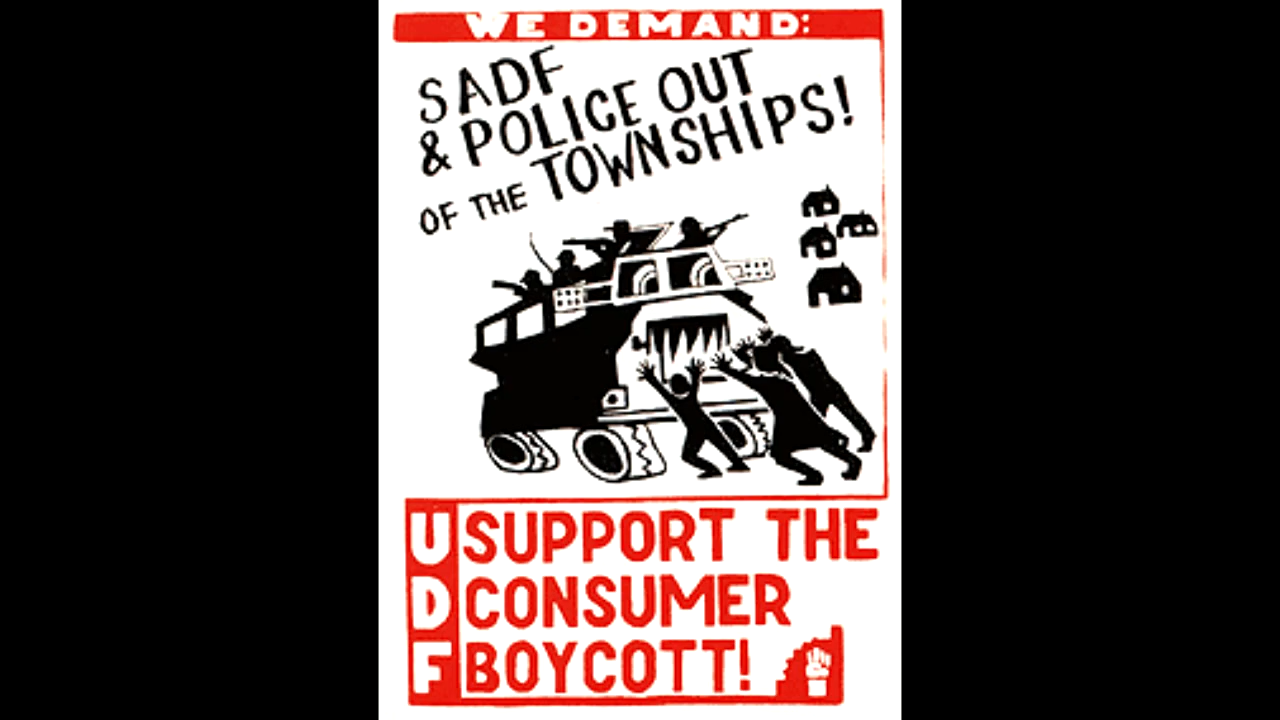 WE DEMAND:
SADF
& POLICE OUT
OF THE TOWNSHIPS!
UDF
SUPPORT THE
CONSUMER
BOYCOTT!